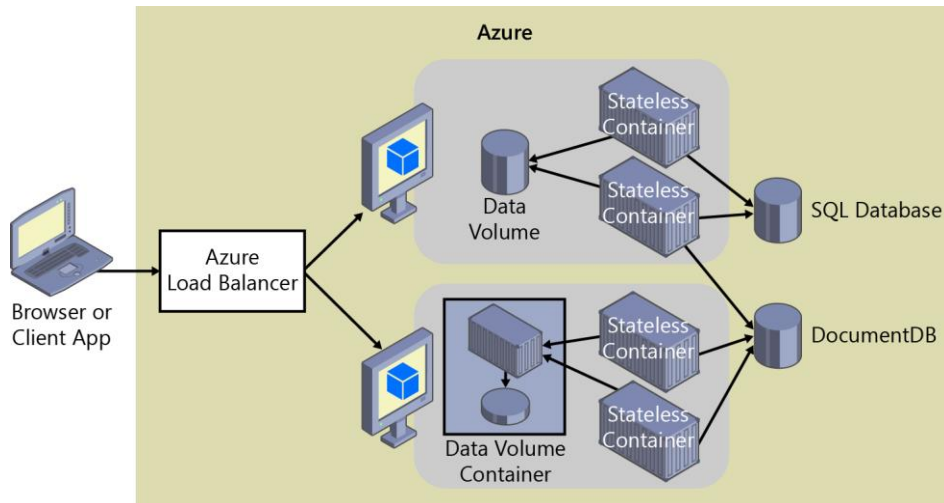 Azure
Stateless
Container
Stateless
Container
Data
Volume
SQL Database
Azure
Load Balancer
Browser or
Client App
Stateless
Container
DocumentDB
Stateless
Container
Data Volume
Container